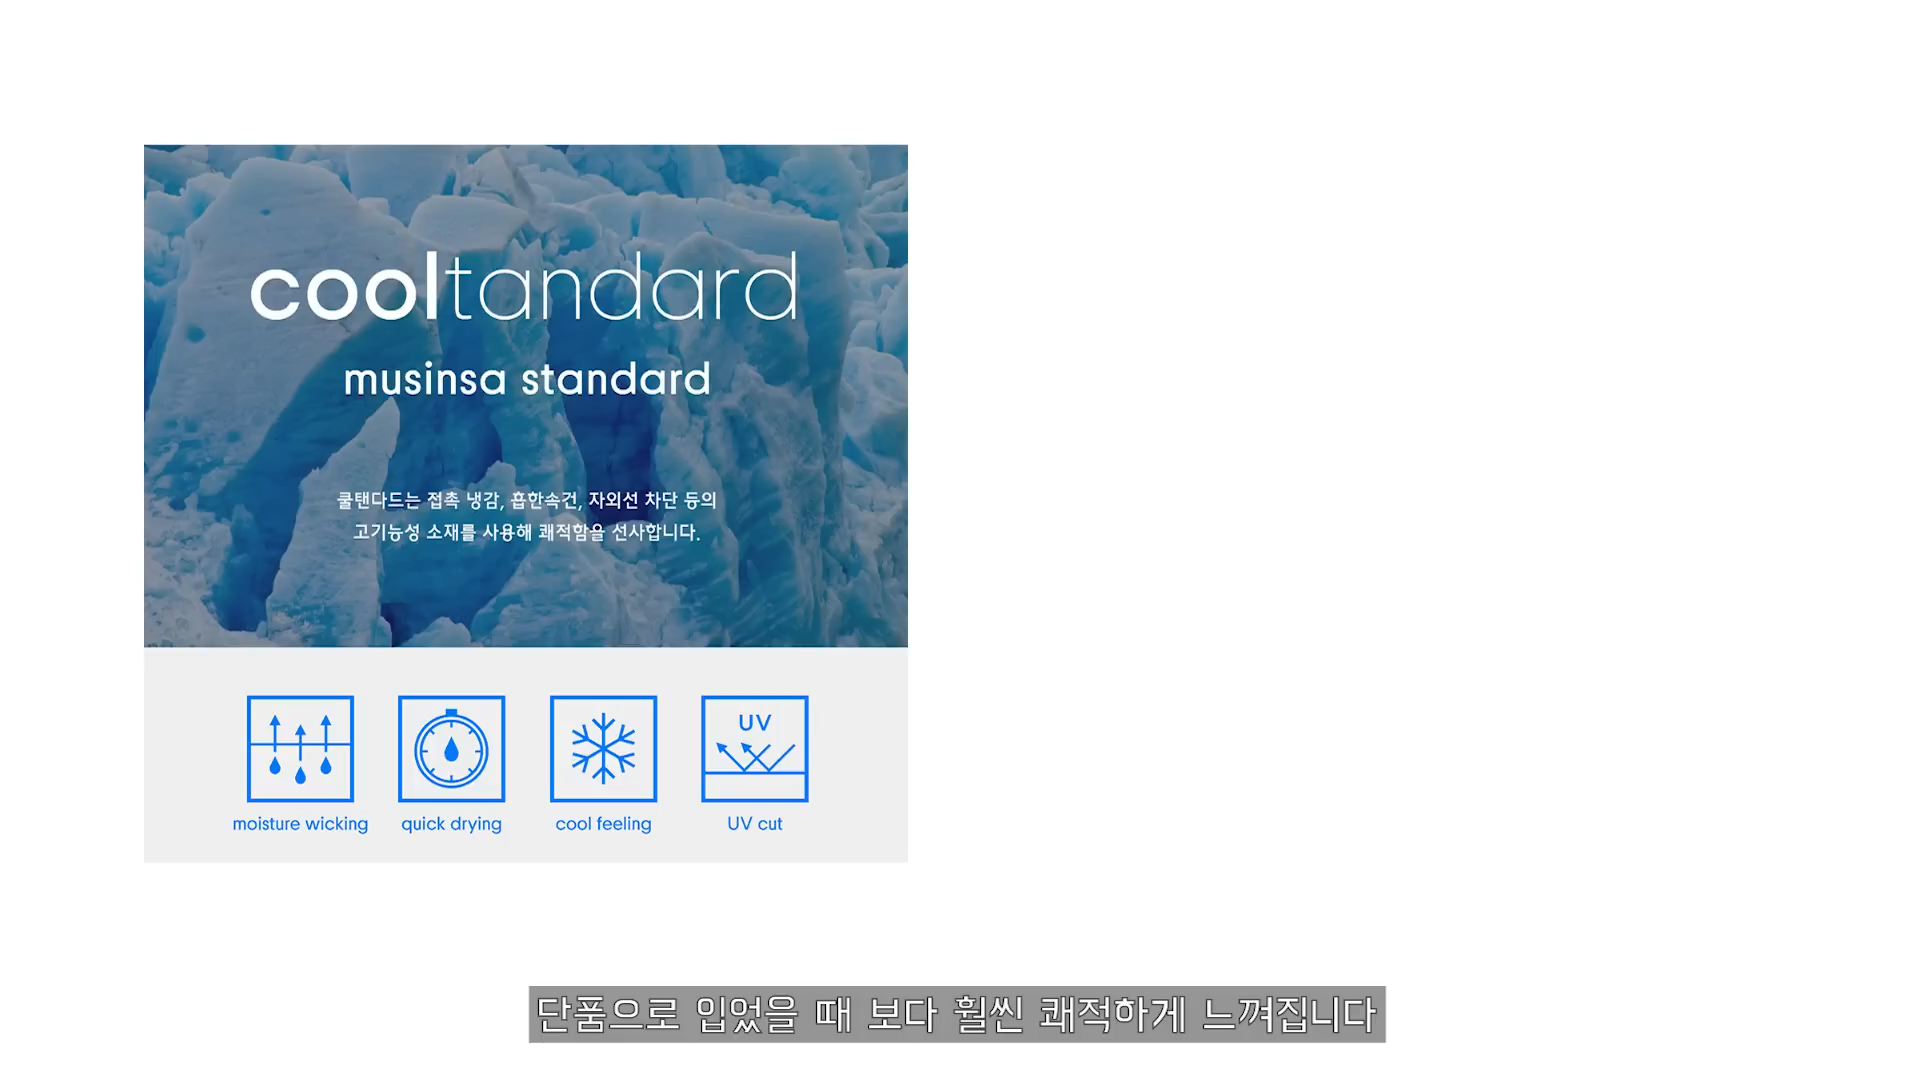 cooltandard
musinsa standard
쿨탠다드는 접촉 냉감, 흡한속건, 자외선 차단 등의
고기능성 소재를 사용해 쾌적함을 선사합니다.
UV
moisture wicking
quick drying
cool feeling
UV cut
단품으로 입었을 때 보다 훨씬 쾌적하게 느껴집니다